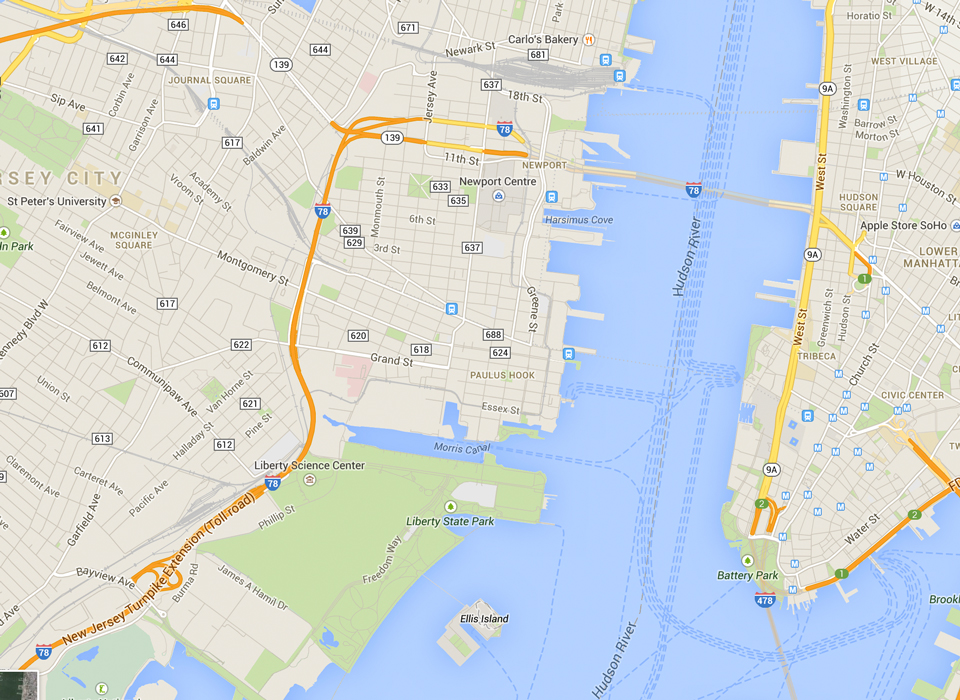 Horatio St
W 14th S
Park
646
671
Carlo's Bakery
644
Newark St
681
642
644
139
WEST VILLAGE
JOURNAL SQUARE
637
9A
Washington St
18th St
Jersey Ave
Corbin Ave
Sip Ave
Garrison Ave
641
Barrow St
Morton St
78
617
Baldwin Ave
139
11th St
NEWPORT
West St
RSEY CITY
Newport Centre
W Houston St
Academy St
Vroom St
633
635
78
HUDSON
SQUARE
St Peter's University
78
Monmouth St
6th St
Harsimus Cove
Apple Store SoHo
Fairview Ave
MCGINLEY
SQUARE
639
629
3rd St
637
Hudson River
ln Park
Jewett Ave
Montgomery St
9A
LOWER
MANHATTA
1
Belmont Ave
617
Greene St
Greenwich St
Hudson St
West St
ennedy Blvd W
620
688
612
622
618
624
TRIBECA
Church St
Grand St
Communipaw Ave
PAULUS HOOK
Union St
607
Van Horne St
621
CIVIC CENTER
Essex St
Pine St
Halladay St
613
612
Morris Canal
Claremont Ave
Liberty Science Center
9A
Carteret Ave
78
Pacific Ave
2
Garfield Ave
Phillip St
Liberty State Park
Water St
2
New Jersey Turnpike Extension (Toll road)
Freedom Way
Bayview Ave
Burma Rd
James A Hamil Dr
Battery Park
1
478
Ellis Island
Brookl
Hudson River
78